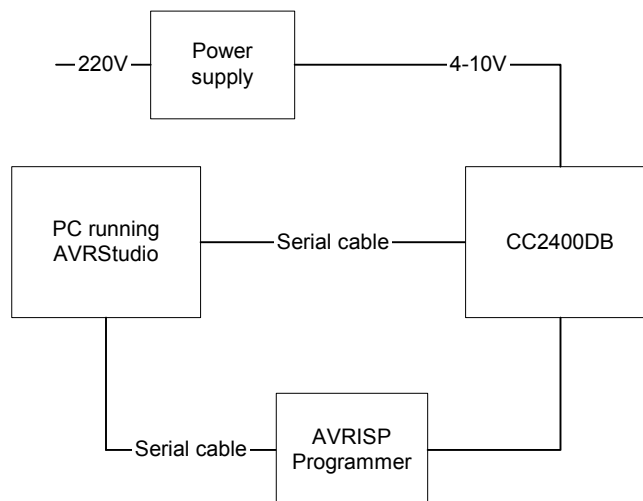 220V
Power
supply
4-10V
PC running
AVRStudio
Serial cable
CC2400DB
Serial cable
AVRISP
Programmer